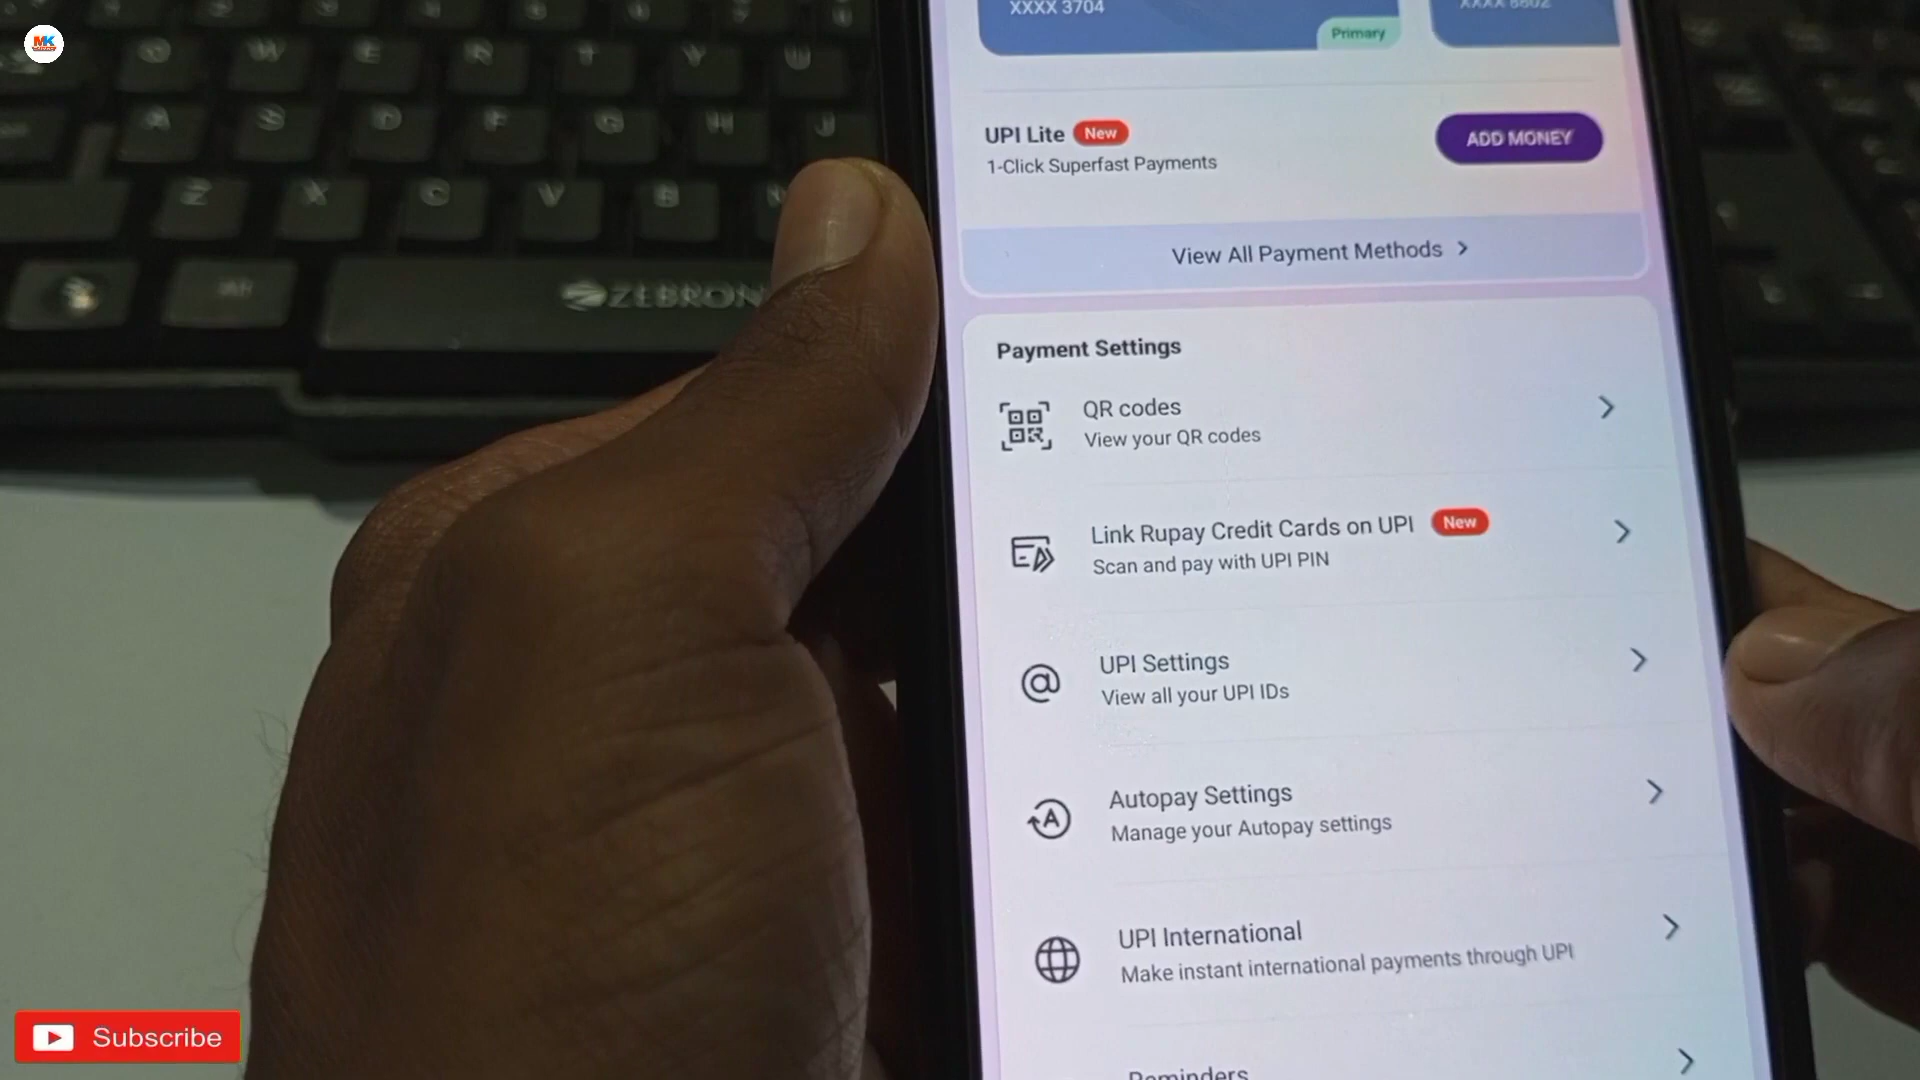 MK
XXXX 3704
Primary
UPI Lite New
1-Click Superfast Payments
ADD MONEY
View All Payment Methods
Payment Settings
QR codes
View your QR codes
Link Rupay Credit Cards on UPI New
Scan and pay with UPI PIN
UPI Settings
View all your UPI IDs
Autopay Settings
Manage your Autopay settings
UPI International
Make instant international payments through UPI
Reminders
W E R T Y U
A S D F G H J
Z X C V B
Alt
ZEBRON
Subscribe